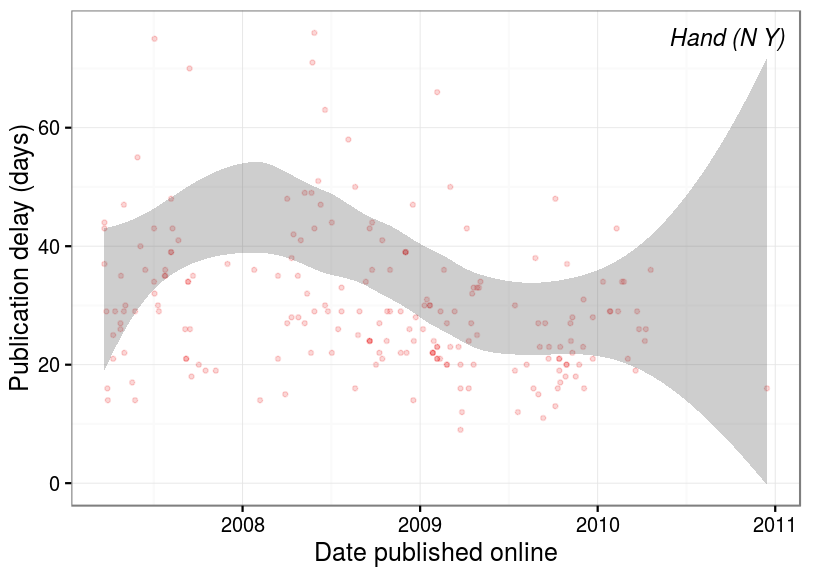 Hand (N Y)
Publication delay (days)
60
40
20
0
2008
2009
2010
2011
Date published online